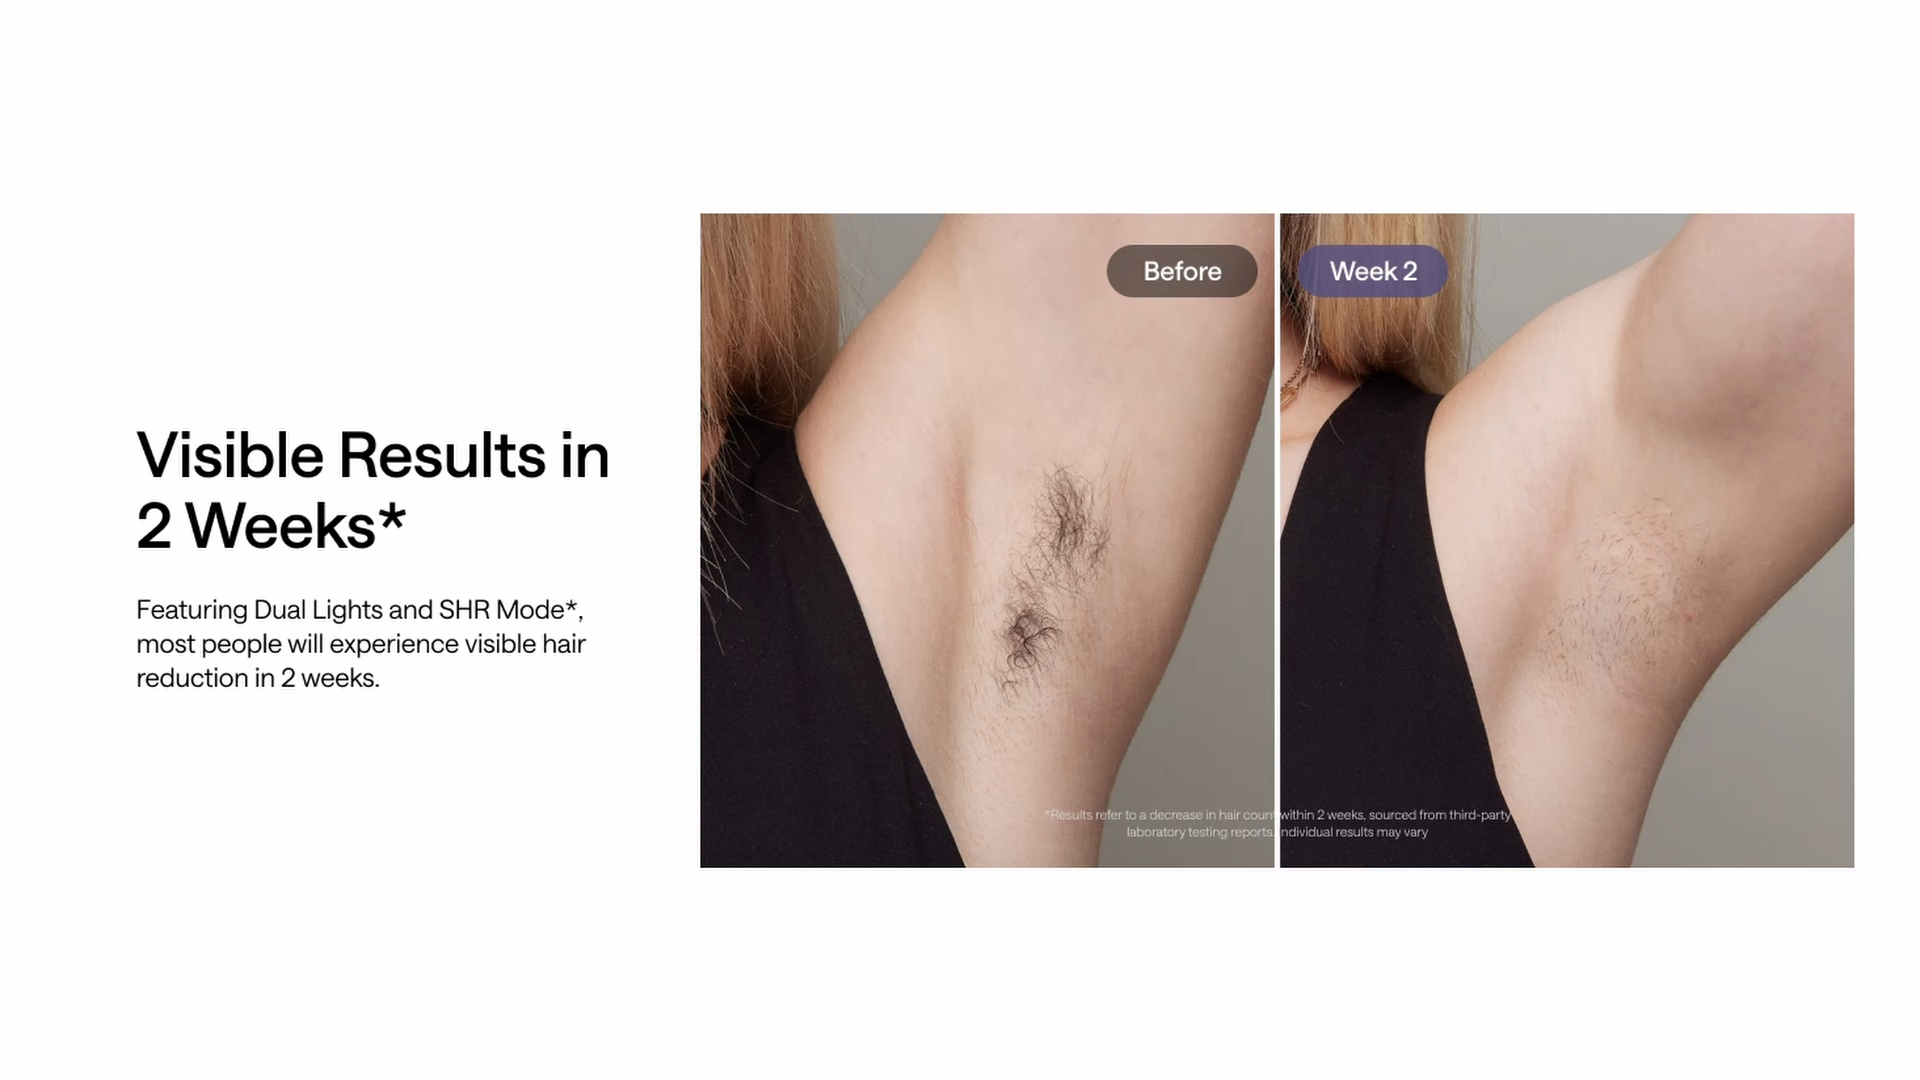 Visible Results in
2 Weeks*
Featuring Dual Lights and SHR Mode*,
most people will experience visible hair
reduction in 2 weeks.
Before
Week 2
*Results refer to a decrease in hair count within 2 weeks, sourced from third-party
laboratory testing reports. Individual results may vary